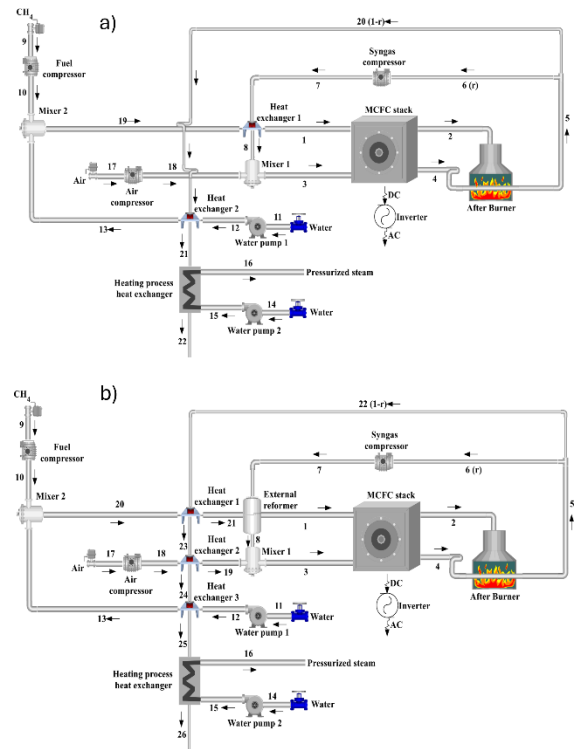 a)
CH4
9
Fuel
compressor
10
Mixer 2
20 (1-r)
Syngas
compressor
7
6 (r)
5
19
Heat
exchanger 1
1
MCFC stack
2
8
Mixer 1
3
4
17
18
Air
Air
compressor
DC
Inverter
AC
After Burner
Heat
exchanger 2
13
12
11
Water
Water pump 1
21
16
Pressurized steam
Heating process
heat exchanger
15
14
Water
Water pump 2
22
b)
CH4
9
Fuel
compressor
10
Mixer 2
22 (1-r)
Syngas
compressor
7
6 (r)
5
20
Heat
exchanger 1
21
External
reformer
1
MCFC stack
2
23
8
Heat
exchanger 2
Mixer 1
3
4
17
18
19
Air
Air
compressor
24
DC
Inverter
AC
After Burner
Heat
exchanger 3
13
12
11
Water
Water pump 1
25
16
Pressurized steam
Heating process
heat exchanger
15
14
Water
Water pump 2
26